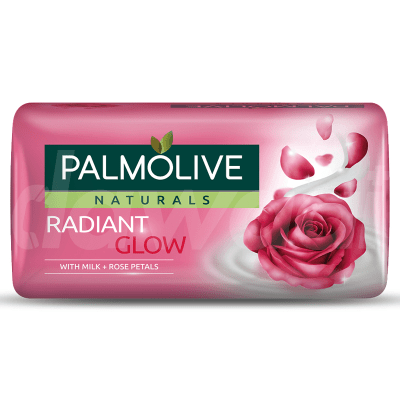 PALMOLIVE
NATURALS
RADIANT
GLOW
WITH MILK + ROSE PETALS